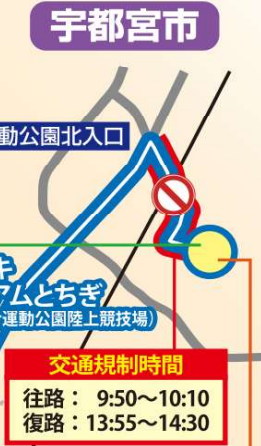 宇都宮市
動公園北入口
キ
アムとちぎ
運動公園陸上競技場）
交通規制時間
往路： 9:50～10:10
復路：13:55～14:30